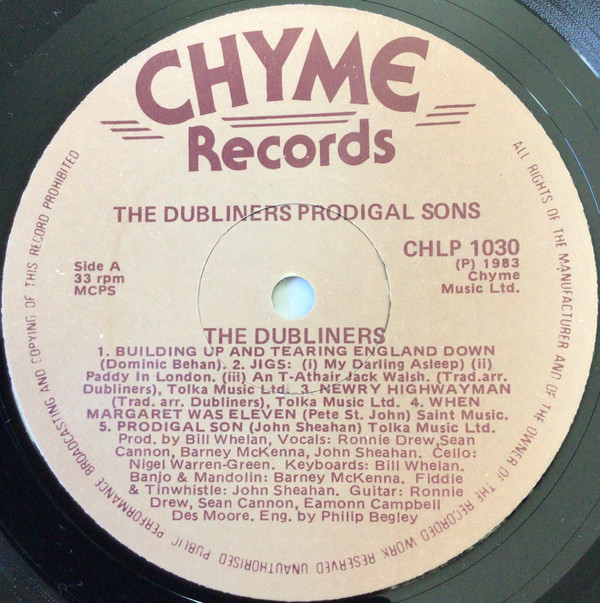 CHYME
Records
THE DUBLINERS PRODIGAL SONS
Side A
33 rpm
MCPS
CHLP 1030
(P) 1983
Chyme
Music Ltd.
THE DUBLINERS
1. BUILDING UP AND TEARING ENGLAND DOWN
(Dominic Behan). 2. JIGS: (i) My Darling Asleep) (ii)
Paddy In London. (iii) An T-Athair Jack Walsh. (Trad.arr.
Dubliners), Tolka Music Ltd. 3 NEWRY HIGHWAYMAN
(Trad. arr. Dubliners), Tolka Music Ltd. 4. WHEN
MARGARET WAS ELEVEN (Pete St. John) Saint Music.
5. PRODIGAL SON (John Sheahan) Tolka Music Ltd.
Prod. by Bill Whelan, Vocals: Ronnie Drew,Sean
Cannon, Barney McKenna, John Sheahan. Cello:
Nigel Warren-Green. Keyboards: Bill Whelan.
Banjo & Mandolin: Barney McKenna. Fiddle
& Tinwhistle: John Sheahan. Guitar: Ronnie
Drew, Sean Cannon, Eamonn Campbell
Des Moore. Eng. by Philip Begley
ALL RIGHTS OF THE MANUFACTURER AND OF THE OWNER OF THE RECORDED WORK RESERVED UNAUTHORISED PUBLIC PERFORMANCE BROADCASTING AND COPYING OF THIS RECORD PROHIBITED